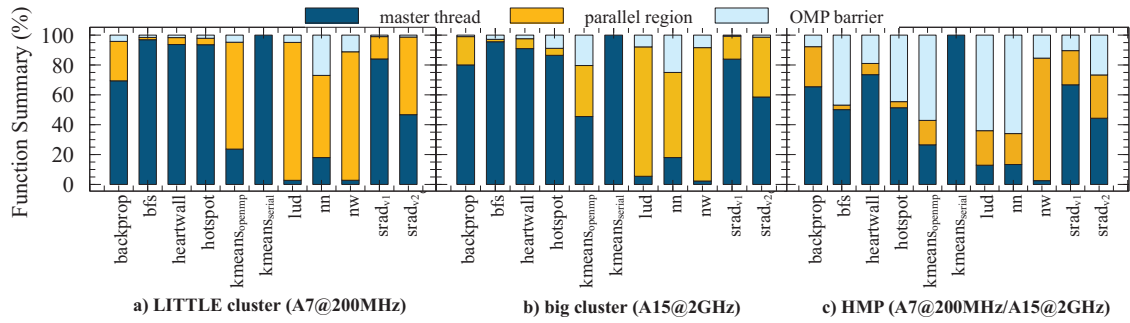 master thread parallel region OMP barrier
Function Summary (%)
100
80
60
40
20
0
backprop
bfs
heartwall
hotspot
kmeansopenmp
kmeansserial
lud
nn
nw
sradv1
sradv2
backprop
bfs
heartwall
hotspot
kmeansopenmp
kmeansserial
lud
nn
nw
sradv1
sradv2
backprop
bfs
heartwall
hotspot
kmeansopenmp
kmeansserial
lud
nn
nw
sradv1
sradv2
a) LITTLE cluster (A7@200MHz) b) big cluster (A15@2GHz) c) HMP (A7@200MHz/A15@2GHz)